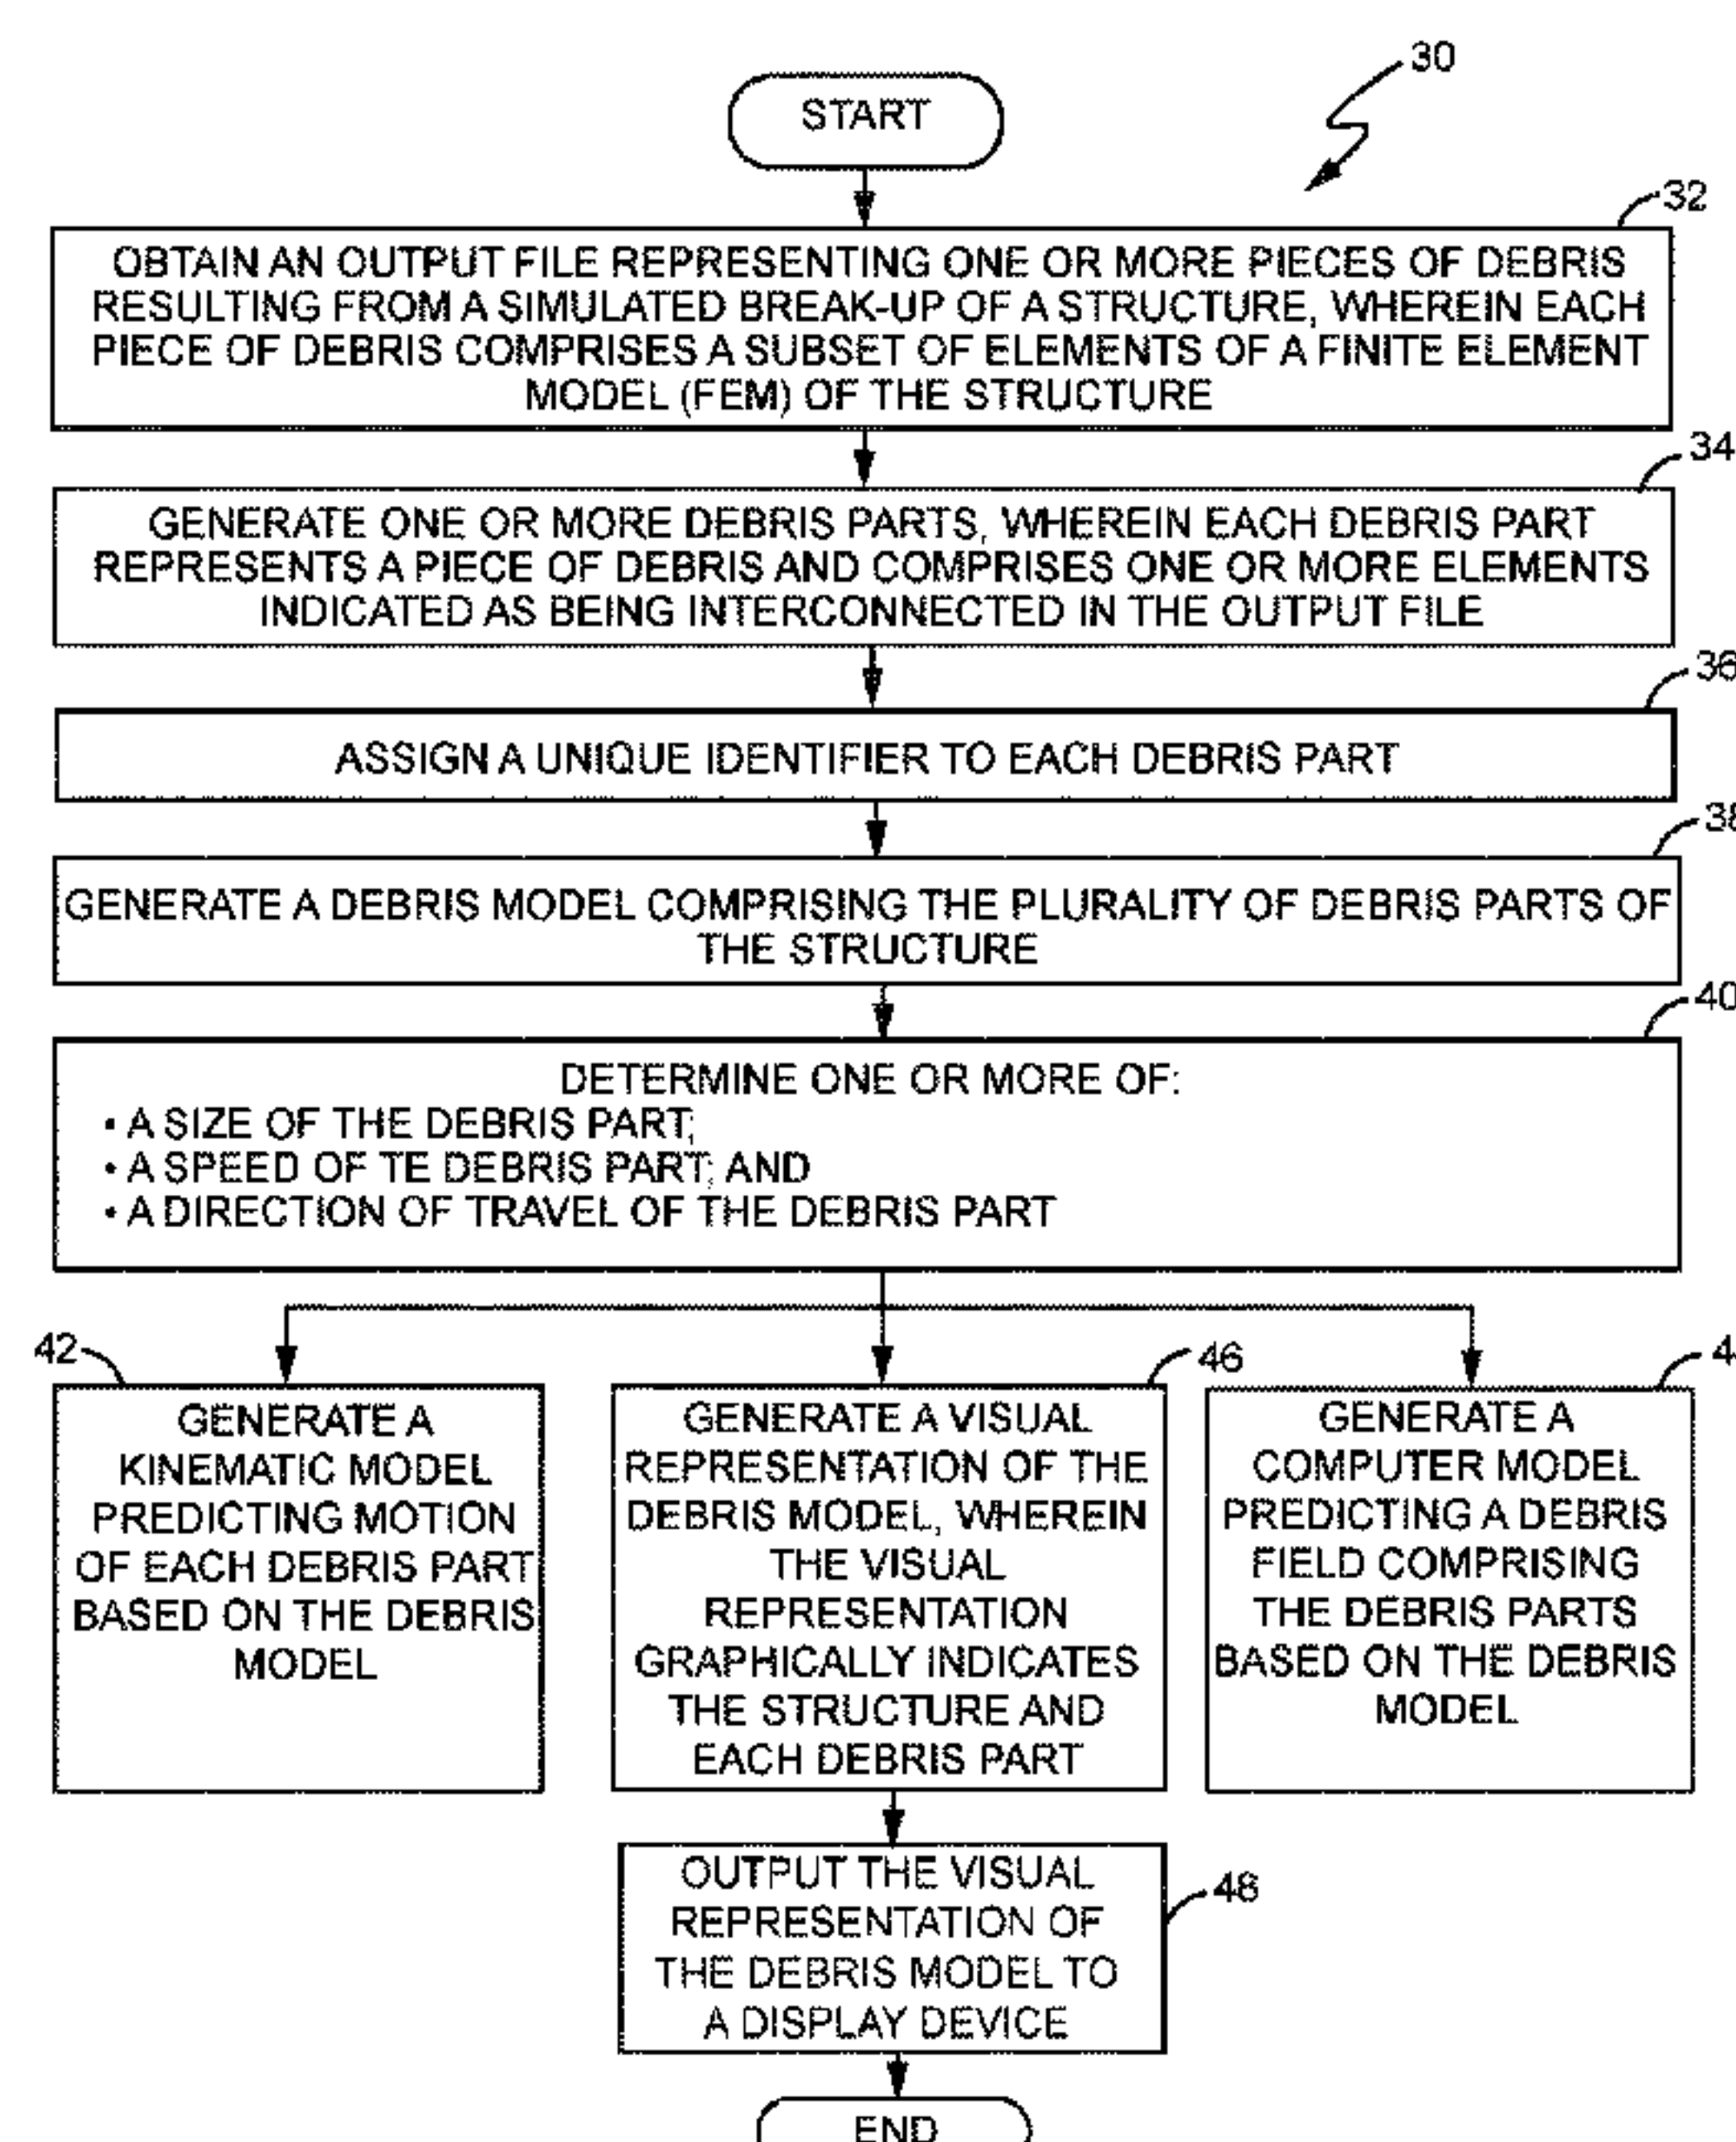 START
30
32
OBTAIN AN OUTPUT FILE REPRESENTING ONE OR MORE PIECES OF DEBRIS
RESULTING FROM A SIMULATED BREAK-UP OF A STRUCTURE, WHEREIN EACH
PIECE OF DEBRIS COMPRISES A SUBSET OF ELEMENTS OF A FINITE ELEMENT
MODEL (FEM) OF THE STRUCTURE
34
GENERATE ONE OR MORE DEBRIS PARTS, WHEREIN EACH DEBRIS PART
REPRESENTS A PIECE OF DEBRIS AND COMPRISES ONE OR MORE ELEMENTS
INDICATED AS BEING INTERCONNECTED IN THE OUTPUT FILE
36
ASSIGN A UNIQUE IDENTIFIER TO EACH DEBRIS PART
38
GENERATE A DEBRIS MODEL COMPRISING THE PLURALITY OF DEBRIS PARTS OF
THE STRUCTURE
40
DETERMINE ONE OR MORE OF:
• A SIZE OF THE DEBRIS PART;
• A SPEED OF TE DEBRIS PART; AND
• A DIRECTION OF TRAVEL OF THE DEBRIS PART
42
GENERATE A
KINEMATIC MODEL
PREDICTING MOTION
OF EACH DEBRIS PART
BASED ON THE DEBRIS
MODEL
46
GENERATE A VISUAL
REPRESENTATION OF THE
DEBRIS MODEL, WHEREIN
THE VISUAL
REPRESENTATION
GRAPHICALLY INDICATES
THE STRUCTURE AND
EACH DEBRIS PART
GENERATE A
COMPUTER MODEL
PREDICTING A DEBRIS
FIELD COMPRISING
THE DEBRIS PARTS
BASED ON THE DEBRIS
MODEL
OUTPUT THE VISUAL
REPRESENTATION OF
THE DEBRIS MODEL TO
A DISPLAY DEVICE
48
END